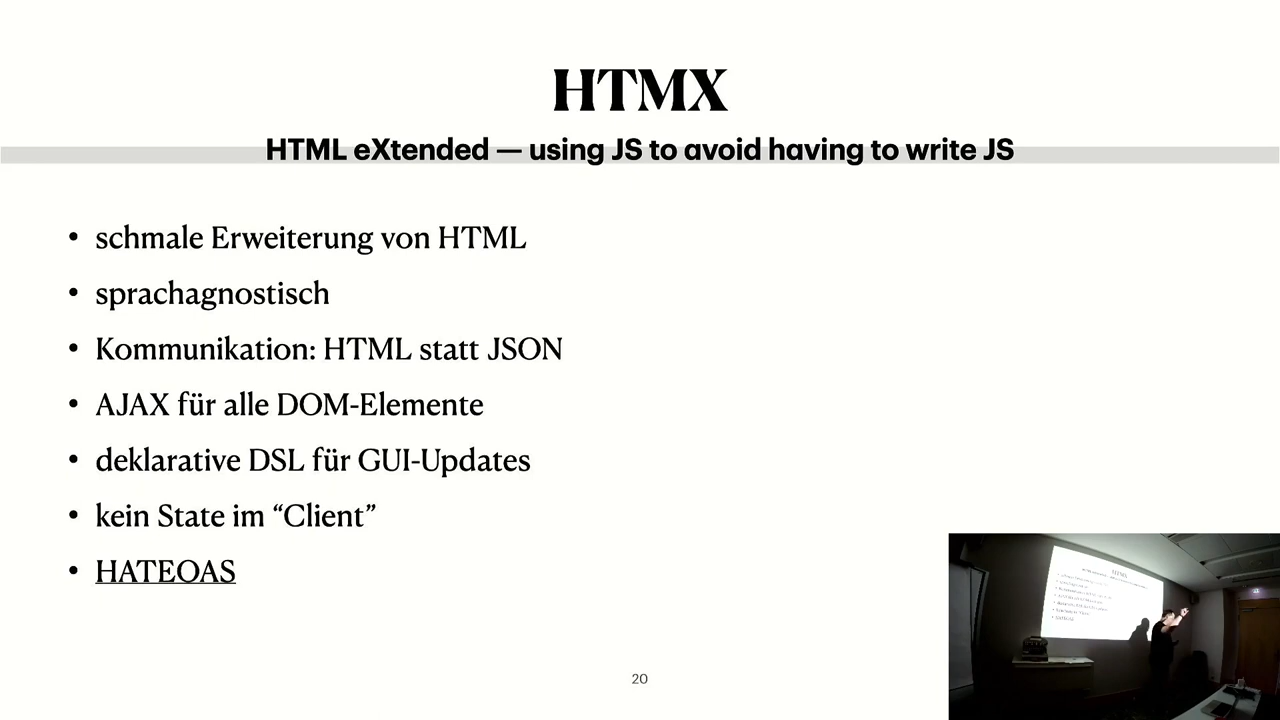 HTMX
HTML eXtended — using JS to avoid having to write JS
• schmale Erweiterung von HTML
• sprachagnostisch
• Kommunikation: HTML statt JSON
• AJAX für alle DOM-Elemente
• deklarative DSL für GUI-Updates
• kein State im “Client”
• HATEOAS
20